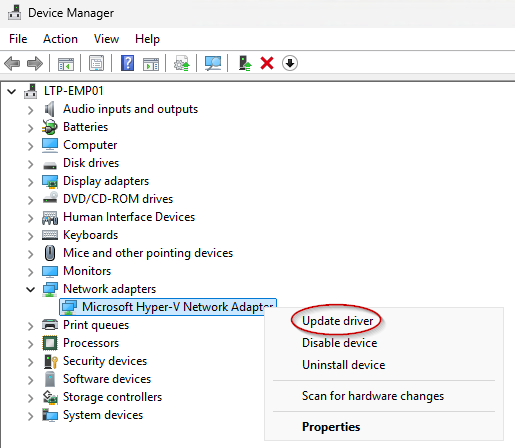 Device Manager
File Action View Help
LTP-EMP01
Audio inputs and outputs
Batteries
Computer
Disk drives
Display adapters
DVD/CD-ROM drives
Human Interface Devices
Keyboards
Mice and other pointing devices
Monitors
Network adapters
Microsoft Hyper-V Network Adapter
Print queues
Processors
Security devices
Software devices
Storage controllers
System devices
Update driver
Disable device
Uninstall device
Scan for hardware changes
Properties